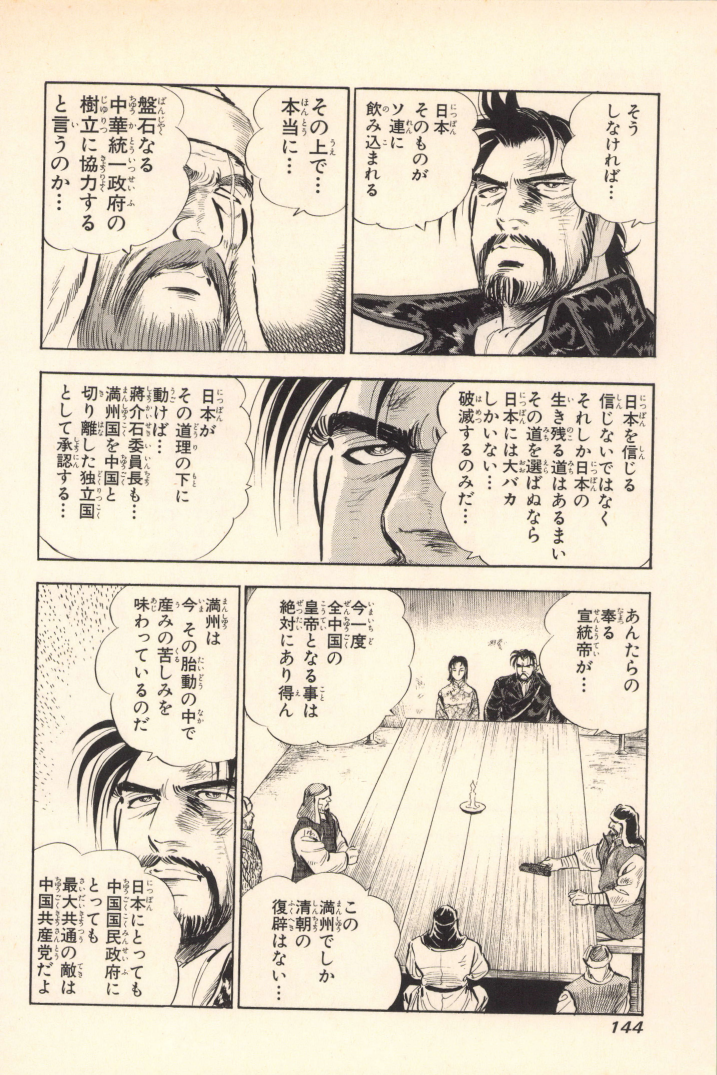 そう
しなければ…
日本
そのものが
ソ連に
飲み込まれる
その上で…
本当に…
盤石なる
中華統一政府の
樹立に協力する
と言うのか…
日本を信じる
信じないではなく
それしか日本の
生き残る道はあるまい
その道を選ばぬなら
日本には大バカ
しかいない…
破滅するのみだ…
日本が
その道理の下に
動けば…
蔣介石委員長も…
満州国を中国と
切り離した独立国
として承認する…
あんたらの
奉る
宣統帝が…
今一度
全中国の
皇帝となる事は
絶対にあり得ん
この
満州でしか
清朝の
復辟はない…
満州は
今 その胎動の中で
産みの苦しみを
味わっているのだ
日本にとっても
中国国民政府に
とっても
最大共通の敵は
中国共産党だよ
144